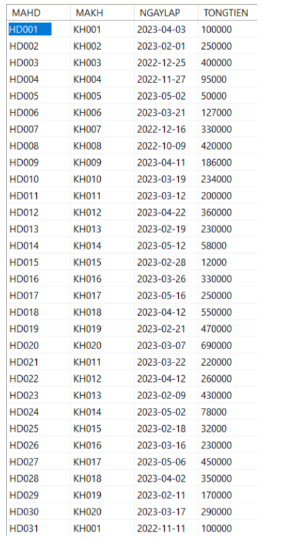 MAHD MAKH NGAYLAP TONGTIEN
HD001 KH001 2023-04-03 100000
HD002 KH002 2023-02-01 250000
HD003 KH003 2022-12-25 400000
HD004 KH004 2022-11-27 95000
HD005 KH005 2023-05-02 50000
HD006 KH006 2023-03-21 127000
HD007 KH007 2022-12-16 330000
HD008 KH008 2022-10-09 420000
HD009 KH009 2023-04-11 186000
HD010 KH010 2023-03-19 234000
HD011 KH011 2023-03-12 200000
HD012 KH012 2023-04-22 360000
HD013 KH013 2023-02-19 230000
HD014 KH014 2023-05-12 58000
HD015 KH015 2023-02-28 12000
HD016 KH016 2023-03-26 330000
HD017 KH017 2023-05-16 250000
HD018 KH018 2023-04-12 550000
HD019 KH019 2023-02-21 470000
HD020 KH020 2023-03-07 690000
HD021 KH011 2023-03-22 220000
HD022 KH012 2023-04-12 260000
HD023 KH013 2023-02-09 430000
HD024 KH014 2023-05-02 78000
HD025 KH015 2023-02-18 32000
HD026 KH016 2023-03-16 230000
HD027 KH017 2023-05-06 450000
HD028 KH018 2023-04-02 350000
HD029 KH019 2023-02-11 170000
HD030 KH020 2023-03-17 290000
HD031 KH001 2022-11-11 100000